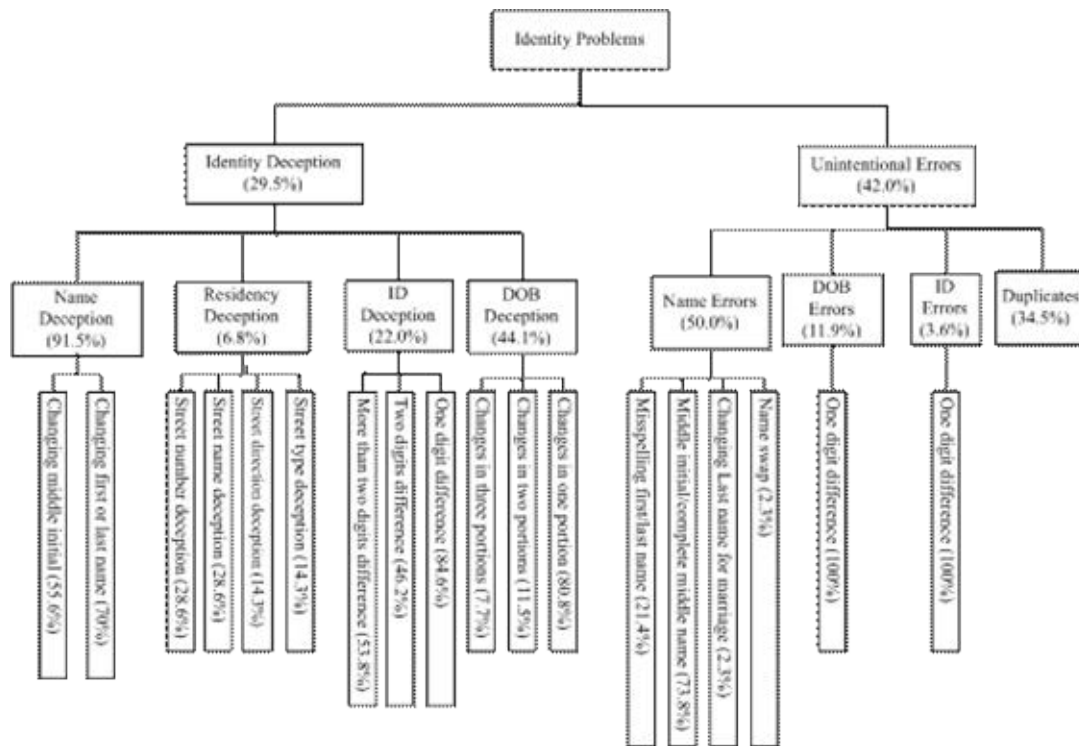 Identity Problems
Identity Deception
(29.5%)
Unintentional Errors
(42.0%)
Name
Deception
(91.5%)
Residency
Deception
(6.8%)
ID
Deception
(22.0%)
DOB
Deception
(44.1%)
Name Errors
(50.0%)
DOB
Errors
(11.9%)
ID
Errors
(3.6%)
Duplicates
(34.5%)
Changing middle initial (55.6%)
Changing first or last name (70%)
Street number deception (28.6%)
Street name deception (28.6%)
Street direction deception (14.3%)
Street type deception (14.3%)
More than two digits difference (53.8%)
Two digits difference (46.2%)
One digit difference (84.6%)
Changes in three portions (7.7%)
Changes in two portions (11.5%)
Changes in one portion (80.8%)
Misspelling first/last name (21.4%)
Middle initial/complete middle name (73.8%)
Changing Last name for marriage (2.3%)
Name swap (2.3%)
One digit difference (100%)
One digit difference (100%)